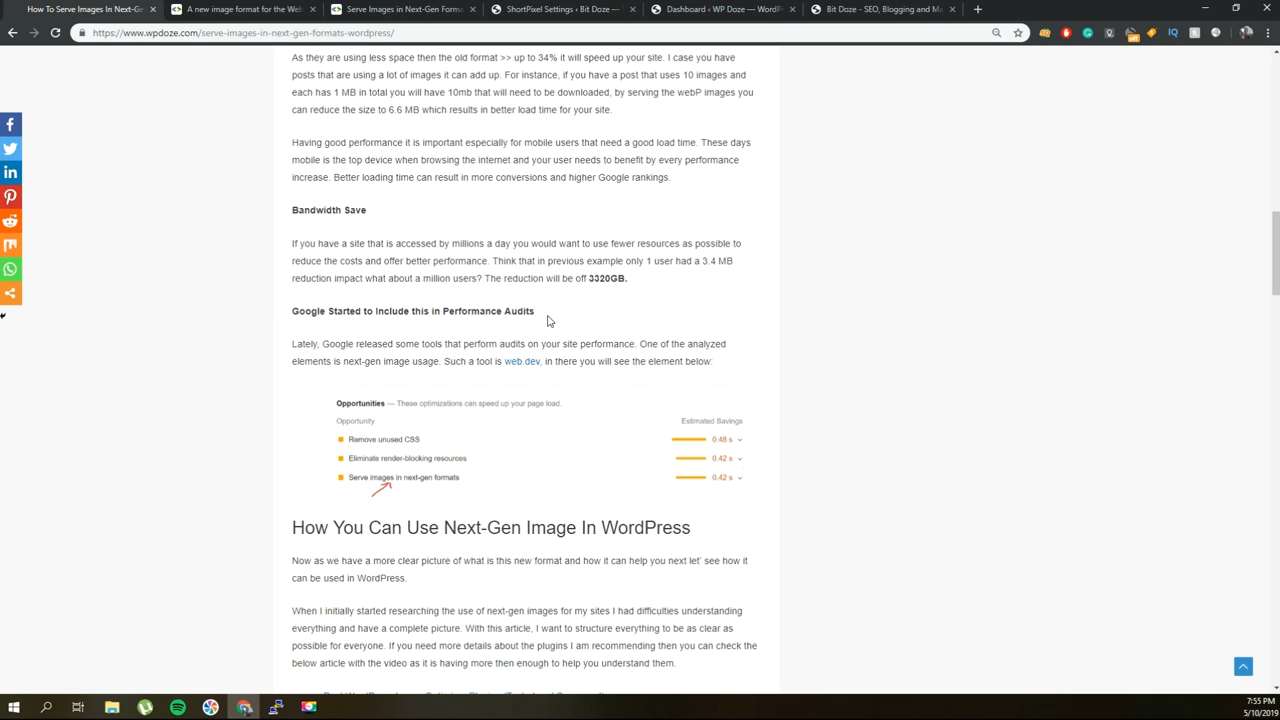 How To Serve Images In Next-Ge
A new image format for the Web
Serve Images in Next-Gen Forma
ShortPixel Settings ‹ Bit Doze —
Dashboard ‹ WP Doze — WordP
Bit Doze - SEO, Blogging and Ma
https://www.wpdoze.com/serve-images-in-next-gen-formats-wordpress/
As they are using less space then the old format >> up to 34% it will speed up your site. I case you have
posts that are using a lot of images it can add up. For instance, if you have a post that uses 10 images and
each has 1 MB in total you will have 10mb that will need to be downloaded, by serving the webP images you
can reduce the size to 6.6 MB which results in better load time for your site.
Having good performance it is important especially for mobile users that need a good load time. These days
mobile is the top device when browsing the internet and your user needs to benefit by every performance
increase. Better loading time can result in more conversions and higher Google rankings.
Bandwidth Save
If you have a site that is accessed by millions a day you would want to use fewer resources as possible to
reduce the costs and offer better performance. Think that in previous example only 1 user had a 3.4 MB
reduction impact what about a million users? The reduction will be off 3320GB.
Google Started to Include this in Performance Audits
Lately, Google released some tools that perform audits on your site performance. One of the analyzed
elements is next-gen image usage. Such a tool is web.dev, in there you will see the element below:
Opportunities — These optimizations can speed up your page load.
Opportunity Estimated Savings
Remove unused CSS 0.48 s
Eliminate render-blocking resources 0.42 s
Serve images in next-gen formats 0.42 s
How You Can Use Next-Gen Image In WordPress
Now as we have a more clear picture of what is this new format and how it can help you next let' see how it
can be used in WordPress.
When I initially started researching the use of next-gen images for my sites I had difficulties understanding
everything and have a complete picture. With this article, I want to structure everything to be as clear as
possible for everyone. If you need more details about the plugins I am recommending then you can check the
below article with the video as it is having more then enough to help you understand them.
7:55 PM
5/10/2019